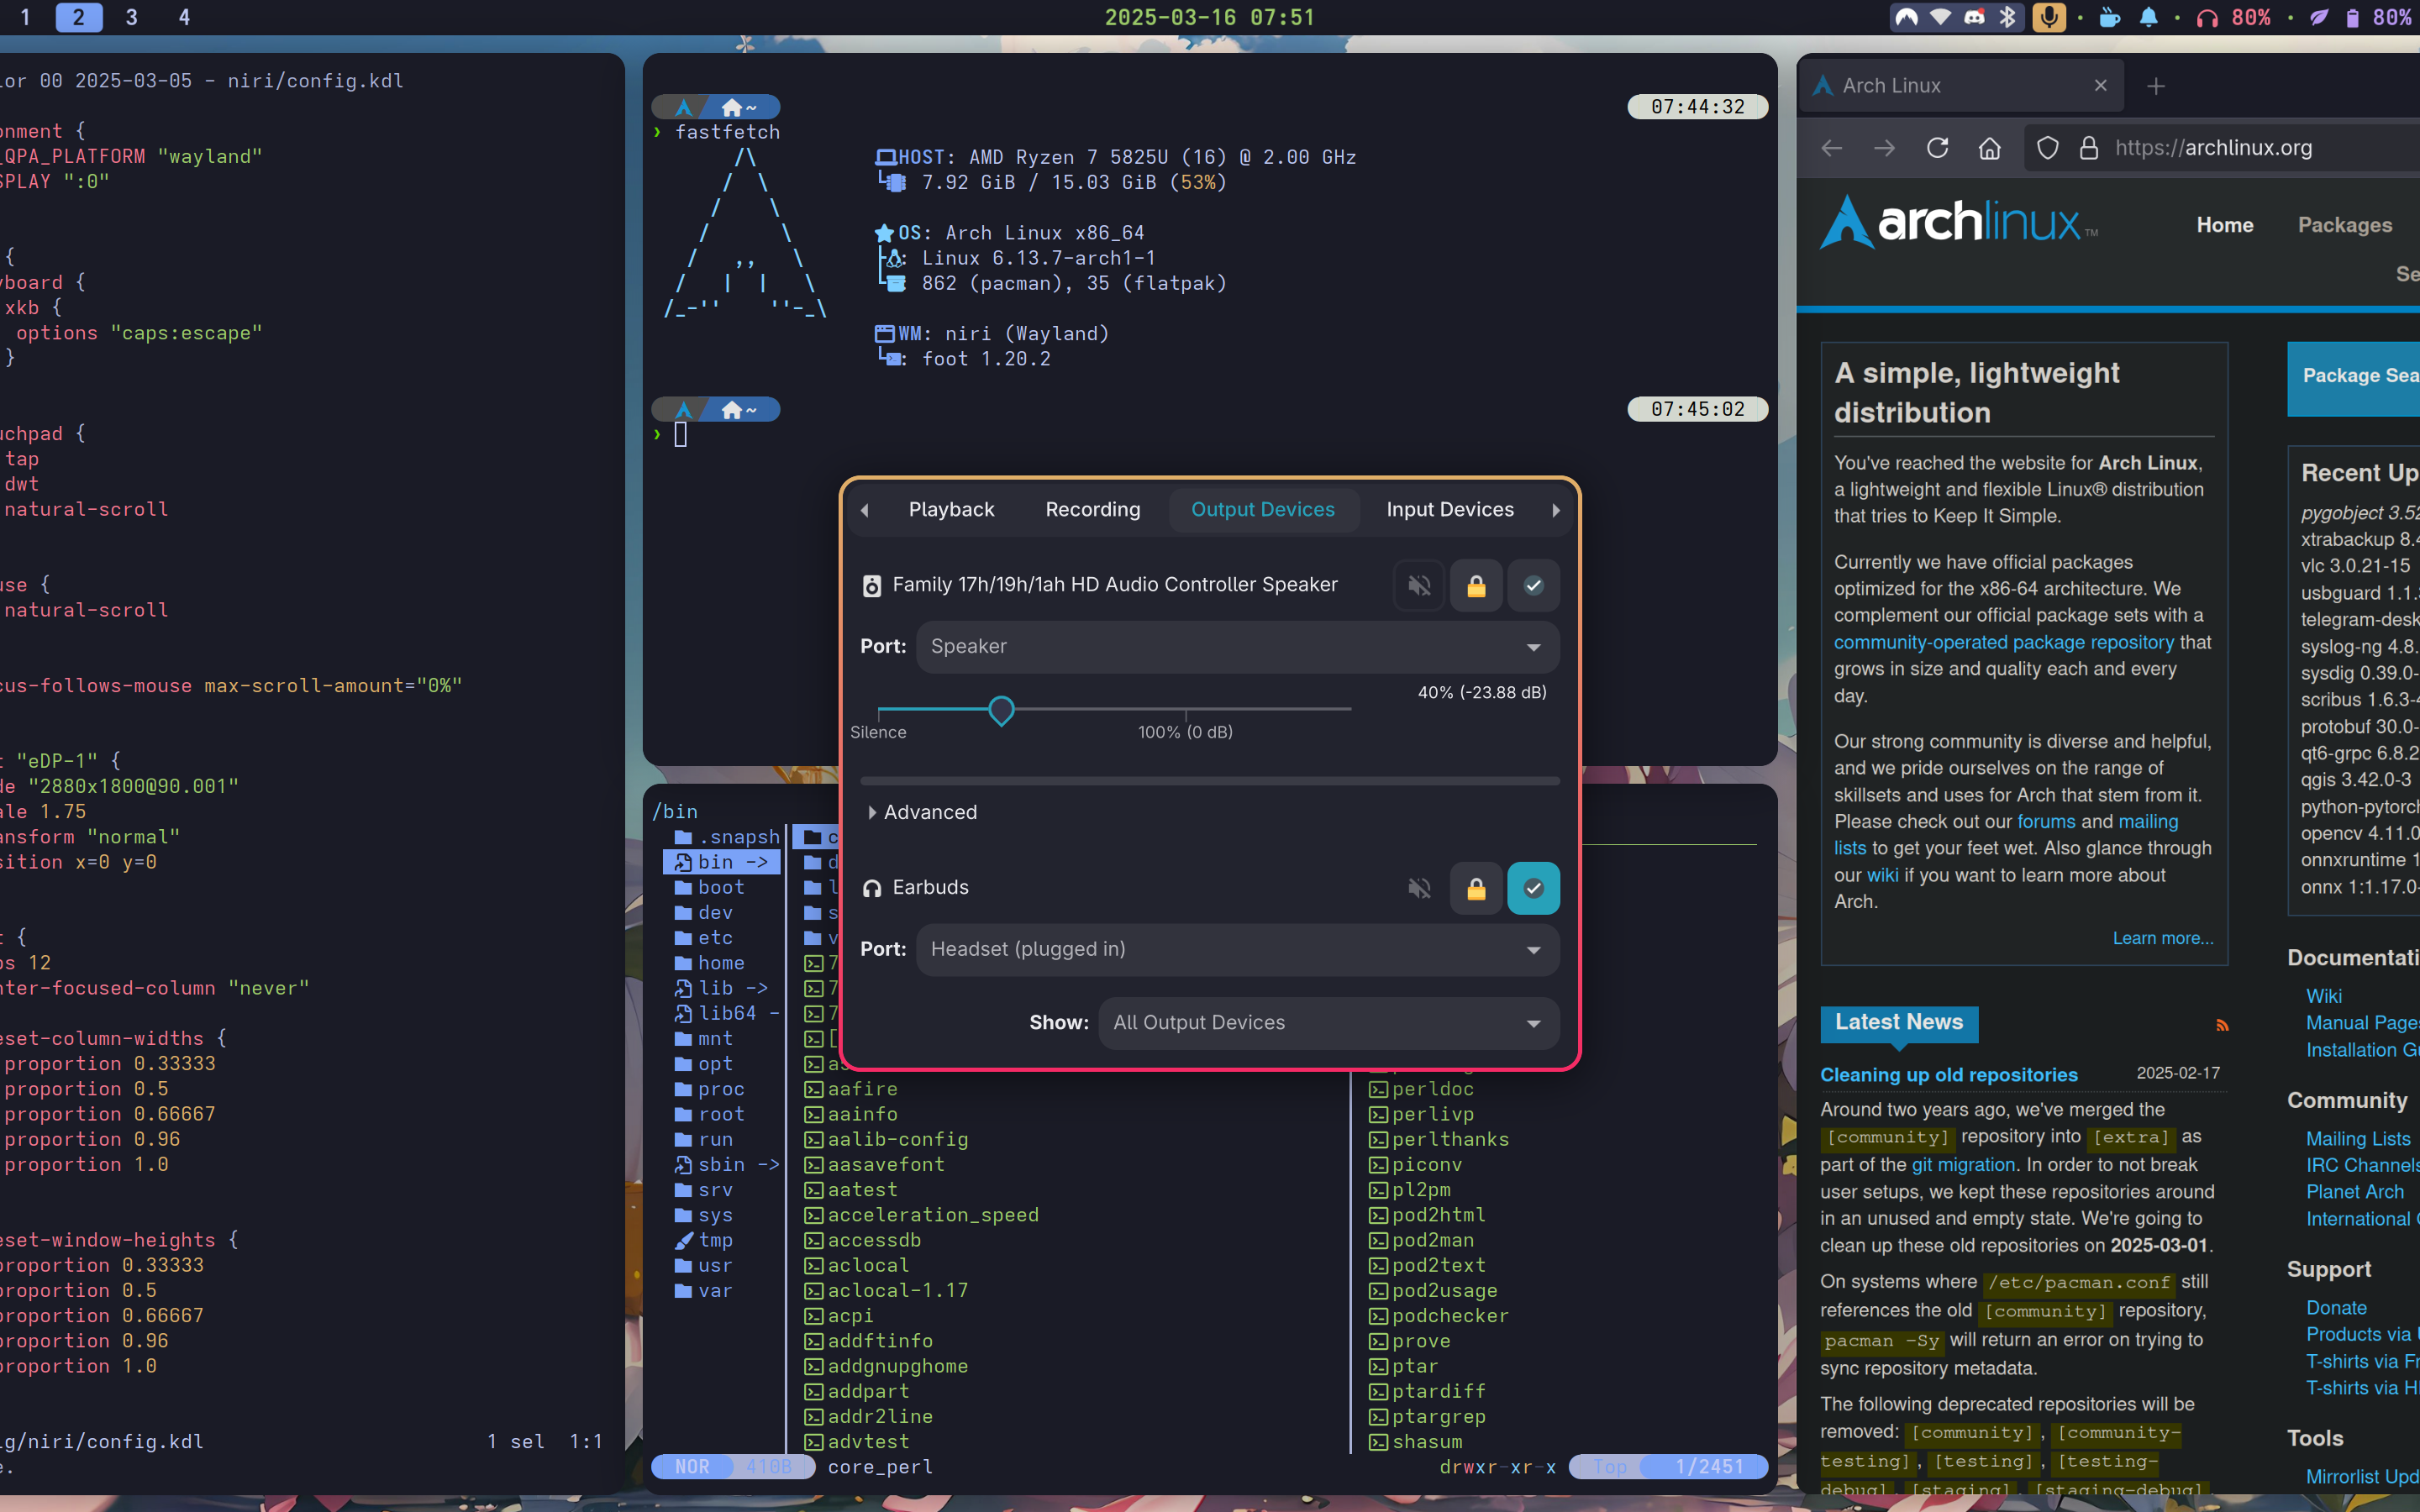 1 2 3 4
2025-03-16 07:51
80% 80%
lor 00 2025-03-05 - niri/config.kdl
onment {
_QPA_PLATFORM "wayland"
SPLAY ":0"
{
yboard {
xkb {
options "caps:escape"
}
uchpad {
tap
dwt
natural-scroll
use {
natural-scroll
cus-follows-mouse max-scroll-amount="0%"
t "eDP-1" {
de "2880x1800@90.001"
ale 1.75
ansform "normal"
sition x=0 y=0
t {
ps 12
nter-focused-column "never"
eset-column-widths {
proportion 0.33333
proportion 0.5
proportion 0.66667
proportion 0.96
proportion 1.0
eset-window-heights {
proportion 0.33333
proportion 0.5
proportion 0.66667
proportion 0.96
proportion 1.0
ig/niri/config.kdl 1 sel 1:1
e.
~ 07:44:32
› fastfetch
/\
/ \
/ \
/ \
/ ,, \
/ | | \
/_-'' ''-_\
HOST: AMD Ryzen 7 5825U (16) @ 2.00 GHz
7.92 GiB / 15.03 GiB (53%)
OS: Arch Linux x86_64
: Linux 6.13.7-arch1-1
862 (pacman), 35 (flatpak)
WM: niri (Wayland)
: foot 1.20.2
~ 07:45:02
›
Playback Recording Output Devices Input Devices
Family 17h/19h/1ah HD Audio Controller Speaker
Port: Speaker
40% (-23.88 dB)
Silence 100% (0 dB)
Advanced
Earbuds
Port: Headset (plugged in)
Show: All Output Devices
/bin
.snapsh
bin ->
boot
dev
etc
home
lib ->
lib64 -
mnt
opt
proc
root
run
sbin ->
srv
sys
tmp
usr
var
c
d
l
s
v
7
7
7
[
as
aafire
aainfo
aalib-config
aasavefont
aatest
acceleration_speed
accessdb
aclocal
aclocal-1.17
acpi
addftinfo
addgnupghome
addpart
addr2line
advtest
perldoc
perlivp
perlthanks
piconv
pl2pm
pod2html
pod2man
pod2text
pod2usage
podchecker
prove
ptar
ptardiff
ptargrep
shasum
NOR 410B core_perl drwxr-xr-x Top 1/2451
Arch Linux
https://archlinux.org
archlinux™
Home Packages
Se
A simple, lightweight
distribution
You've reached the website for Arch Linux,
a lightweight and flexible Linux® distribution
that tries to Keep It Simple.
Currently we have official packages
optimized for the x86-64 architecture. We
complement our official package sets with a
community-operated package repository that
grows in size and quality each and every
day.
Our strong community is diverse and helpful,
and we pride ourselves on the range of
skillsets and uses for Arch that stem from it.
Please check out our forums and mailing
lists to get your feet wet. Also glance through
our wiki if you want to learn more about
Arch.
Learn more...
Latest News
Cleaning up old repositories 2025-02-17
Around two years ago, we've merged the
[community] repository into [extra] as
part of the git migration. In order to not break
user setups, we kept these repositories around
in an unused and empty state. We're going to
clean up these old repositories on 2025-03-01.
On systems where /etc/pacman.conf still
references the old [community] repository,
pacman -Sy will return an error on trying to
sync repository metadata.
The following deprecated repositories will be
removed: [community], [community-
testing], [testing], [testing-
debug], [staging], [staging-debug],
Package Sea
Recent Up
pygobject 3.52
xtrabackup 8.4
vlc 3.0.21-15
usbguard 1.1.
telegram-desk
syslog-ng 4.8.
sysdig 0.39.0-
scribus 1.6.3-4
protobuf 30.0-
qt6-grpc 6.8.2
qgis 3.42.0-3
python-pytorch
opencv 4.11.0
onnxruntime 1
onnx 1:1.17.0-
Documentati
Wiki
Manual Pages
Installation Gu
Community
Mailing Lists
IRC Channels
Planet Arch
International C
Support
Donate
Products via
T-shirts via Fr
T-shirts via H
Tools
Mirrorlist Upd